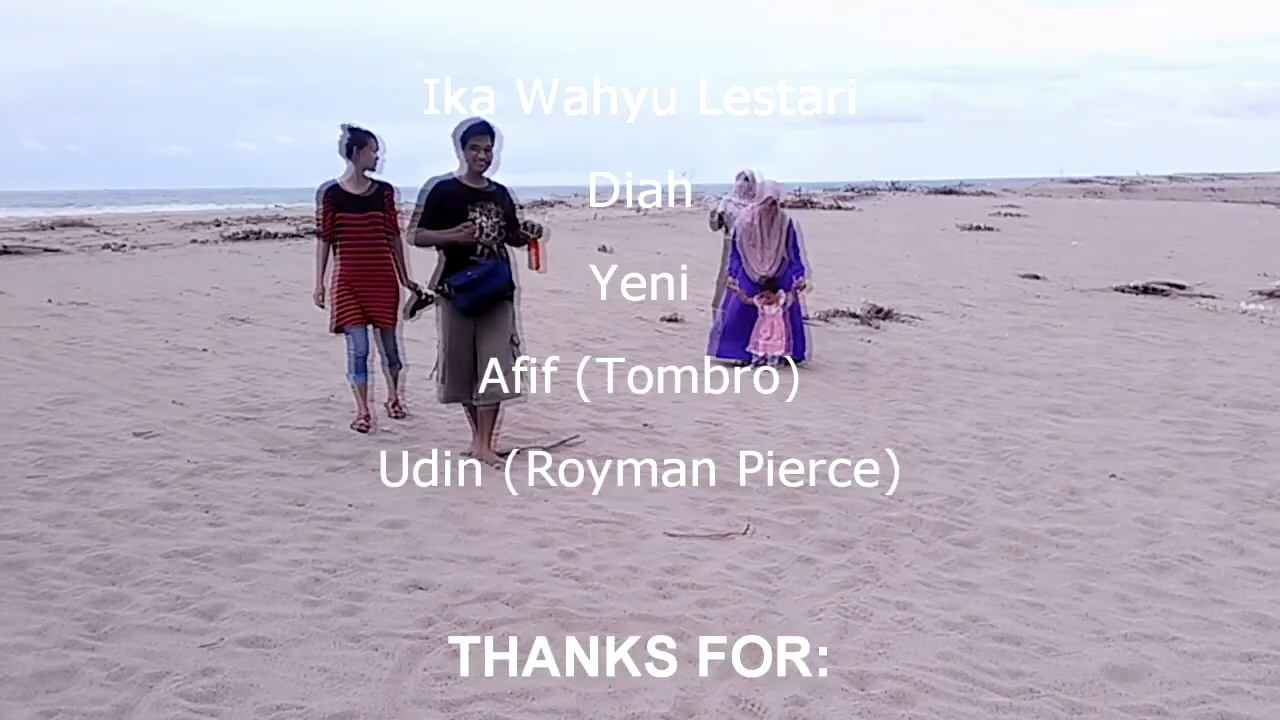 Ika Wahyu Lestari
Diah
Yeni
Afif (Tombro)
Udin (Royman Pierce)
THANKS FOR: